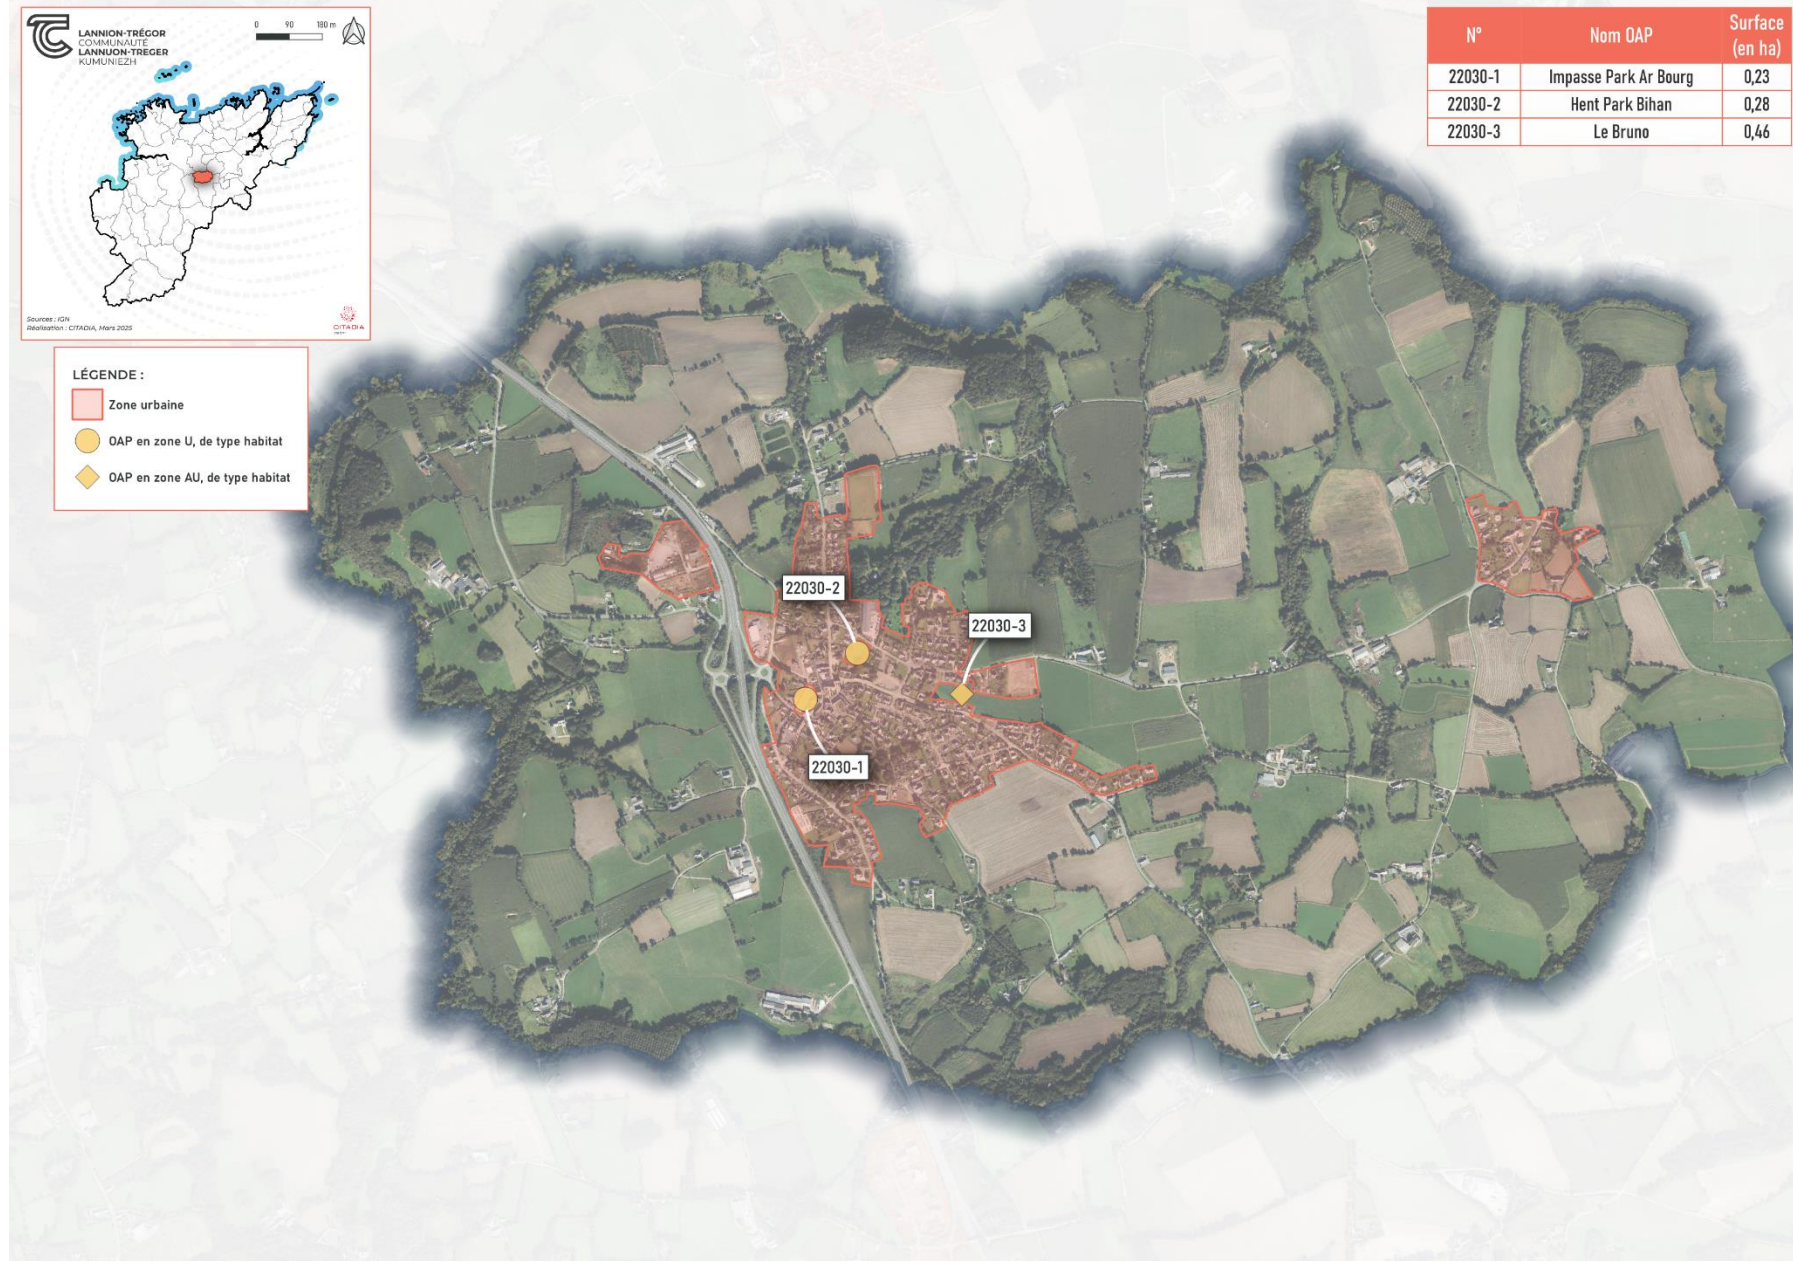 LANNION-TRÉGOR
COMMUNAUTÉ
LANNUON-TREGER
KUMUNIEZH
0 90 180 m
Sources : IGN
Réalisation : CITADIA, Mars 2025
CITADIA
LÉGENDE :
Zone urbaine
OAP en zone U, de type habitat
OAP en zone AU, de type habitat
N° Nom OAP Surface (en ha)
22030-1 Impasse Park Ar Bourg 0,23
22030-2 Hent Park Bihan 0,28
22030-3 Le Bruno 0,46
22030-2
22030-3
22030-1